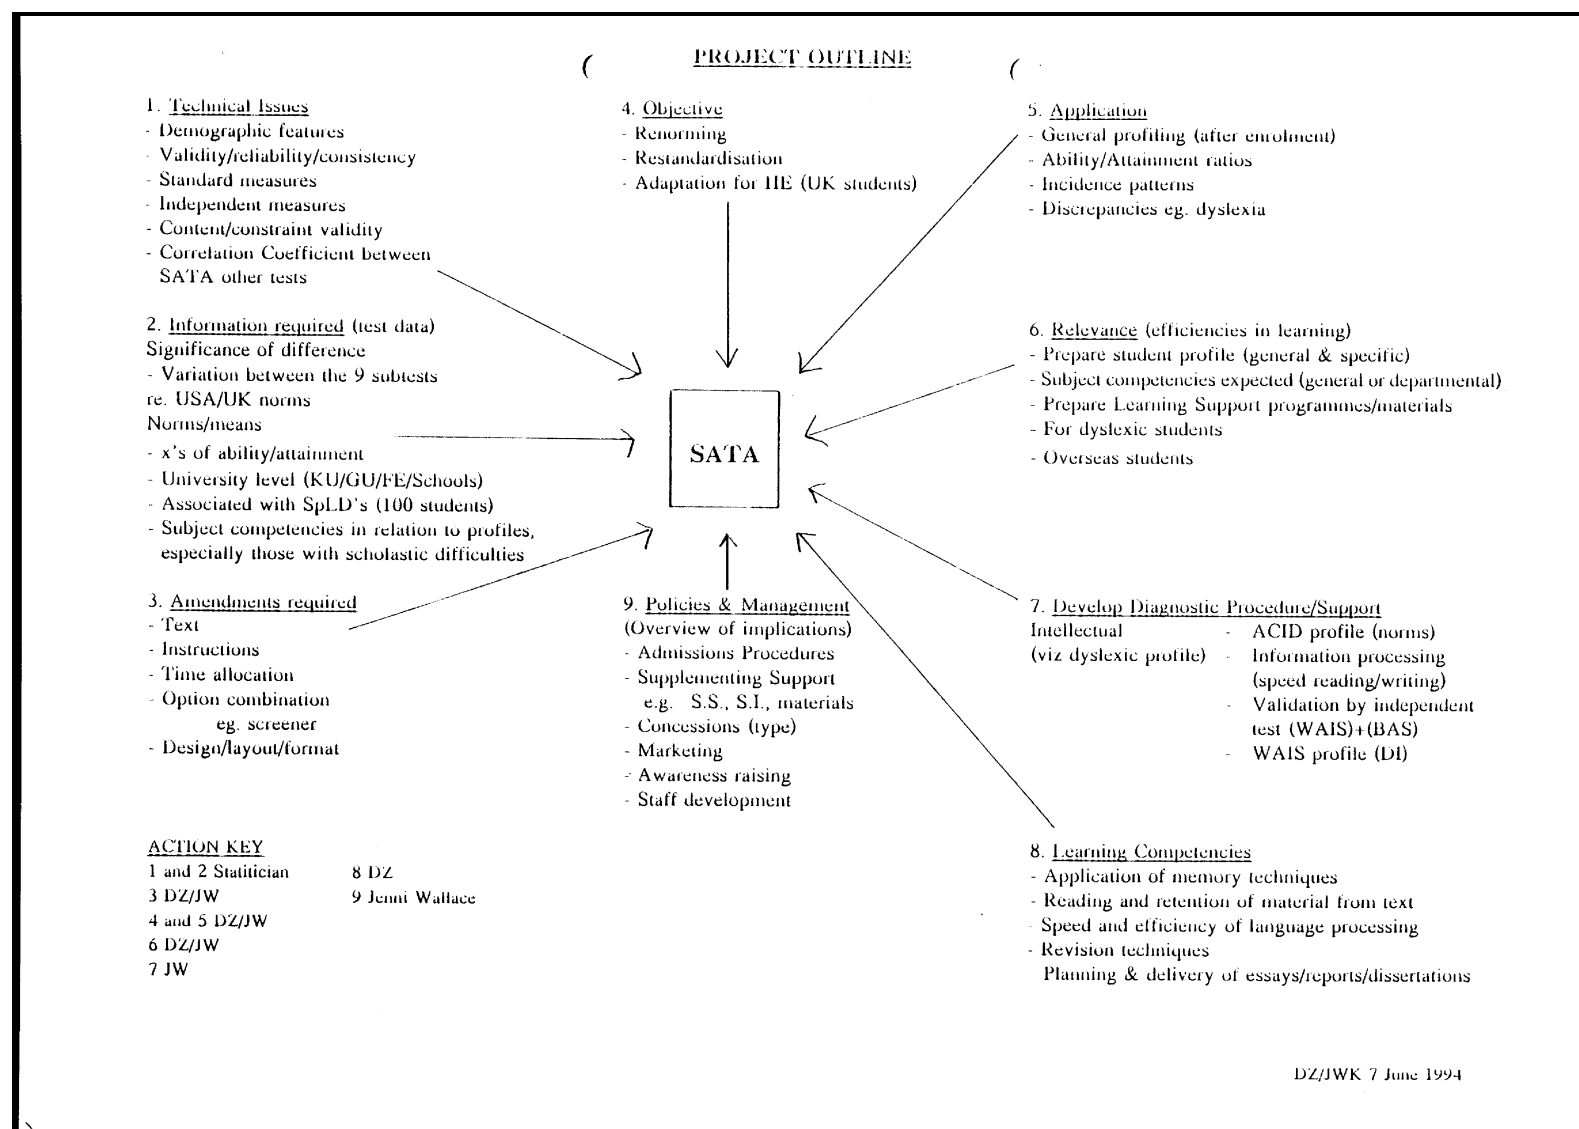 PROJECT OUTLINE
1. Technical Issues
- Demographic features
- Validity/reliability/consistency
- Standard measures
- Independent measures
- Content/constraint validity
- Correlation Coefficient between
SATA other tests
2. Information required (test data)
Significance of difference
- Variation between the 9 subtests
re. USA/UK norms
Norms/means
- x's of ability/attainment
- University level (KU/GU/FE/Schools)
- Associated with SpLD's (100 students)
- Subject competencies in relation to profiles,
especially those with scholastic difficulties
3. Amendments required
- Text
- Instructions
- Time allocation
- Option combination
eg. screener
- Design/layout/format
4. Objective
- Renorming
- Restandardisation
- Adaptation for HE (UK students)
SATA
5. Application
- General profiling (after enrolment)
- Ability/Attainment ratios
- Incidence patterns
- Discrepancies eg. dyslexia
6. Relevance (efficiencies in learning)
- Prepare student profile (general & specific)
- Subject competencies expected (general or departmental)
- Prepare Learning Support programmes/materials
- For dyslexic students
- Overseas students
7. Develop Diagnostic Procedure/Support
Intellectual - ACID profile (norms)
(viz dyslexic profile) - Information processing
(speed reading/writing)
- Validation by independent
test (WAIS)+(BAS)
- WAIS profile (DI)
8. Learning Competencies
- Application of memory techniques
- Reading and retention of material from text
- Speed and efficiency of language processing
- Revision techniques
Planning & delivery of essays/reports/dissertations
9. Policies & Management
(Overview of implications)
- Admissions Procedures
- Supplementing Support
e.g. S.S., S.I., materials
- Concessions (type)
- Marketing
- Awareness raising
- Staff development
ACTION KEY
1 and 2 Statitician 8 DZ
3 DZ/JW 9 Jenni Wallace
4 and 5 DZ/JW
6 DZ/JW
7 JW
DZ/JWK 7 June 1994